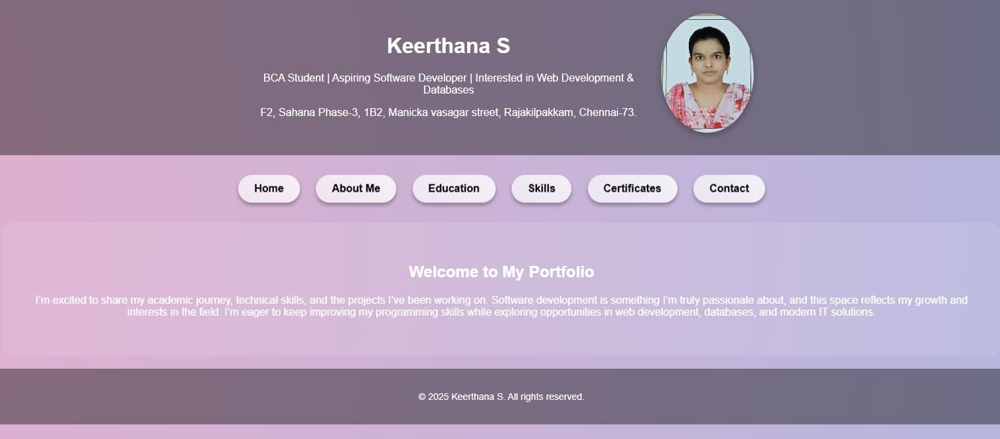 Keerthana S
BCA Student | Aspiring Software Developer | Interested in Web Development &
Databases
F2, Sahana Phase-3, 1B2, Manicka vasagar street, Rajakilpakkam, Chennai-73.
Home About Me Education Skills Certificates Contact
Welcome to My Portfolio
I’m excited to share my academic journey, technical skills, and the projects I’ve been working on. Software development is something I’m truly passionate about, and this space reflects my growth and
interests in the field. I’m eager to keep improving my programming skills while exploring opportunities in web development, databases, and modern IT solutions.
© 2025 Keerthana S. All rights reserved.